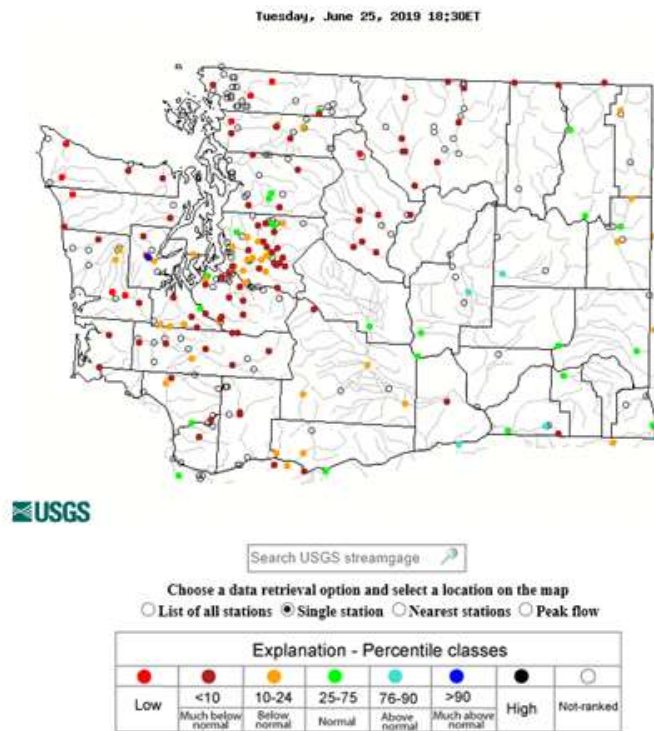 Tuesday, June 25, 2019 18:30ET
USGS
Search USGS streamgage
Choose a data retrieval option and select a location on the map
List of all stations Single station Nearest stations Peak flow
Explanation - Percentile classes
Low <10 10-24 25-75 76-90 >90 High Not-ranked
Much below normal Below normal Normal Above normal Much above normal